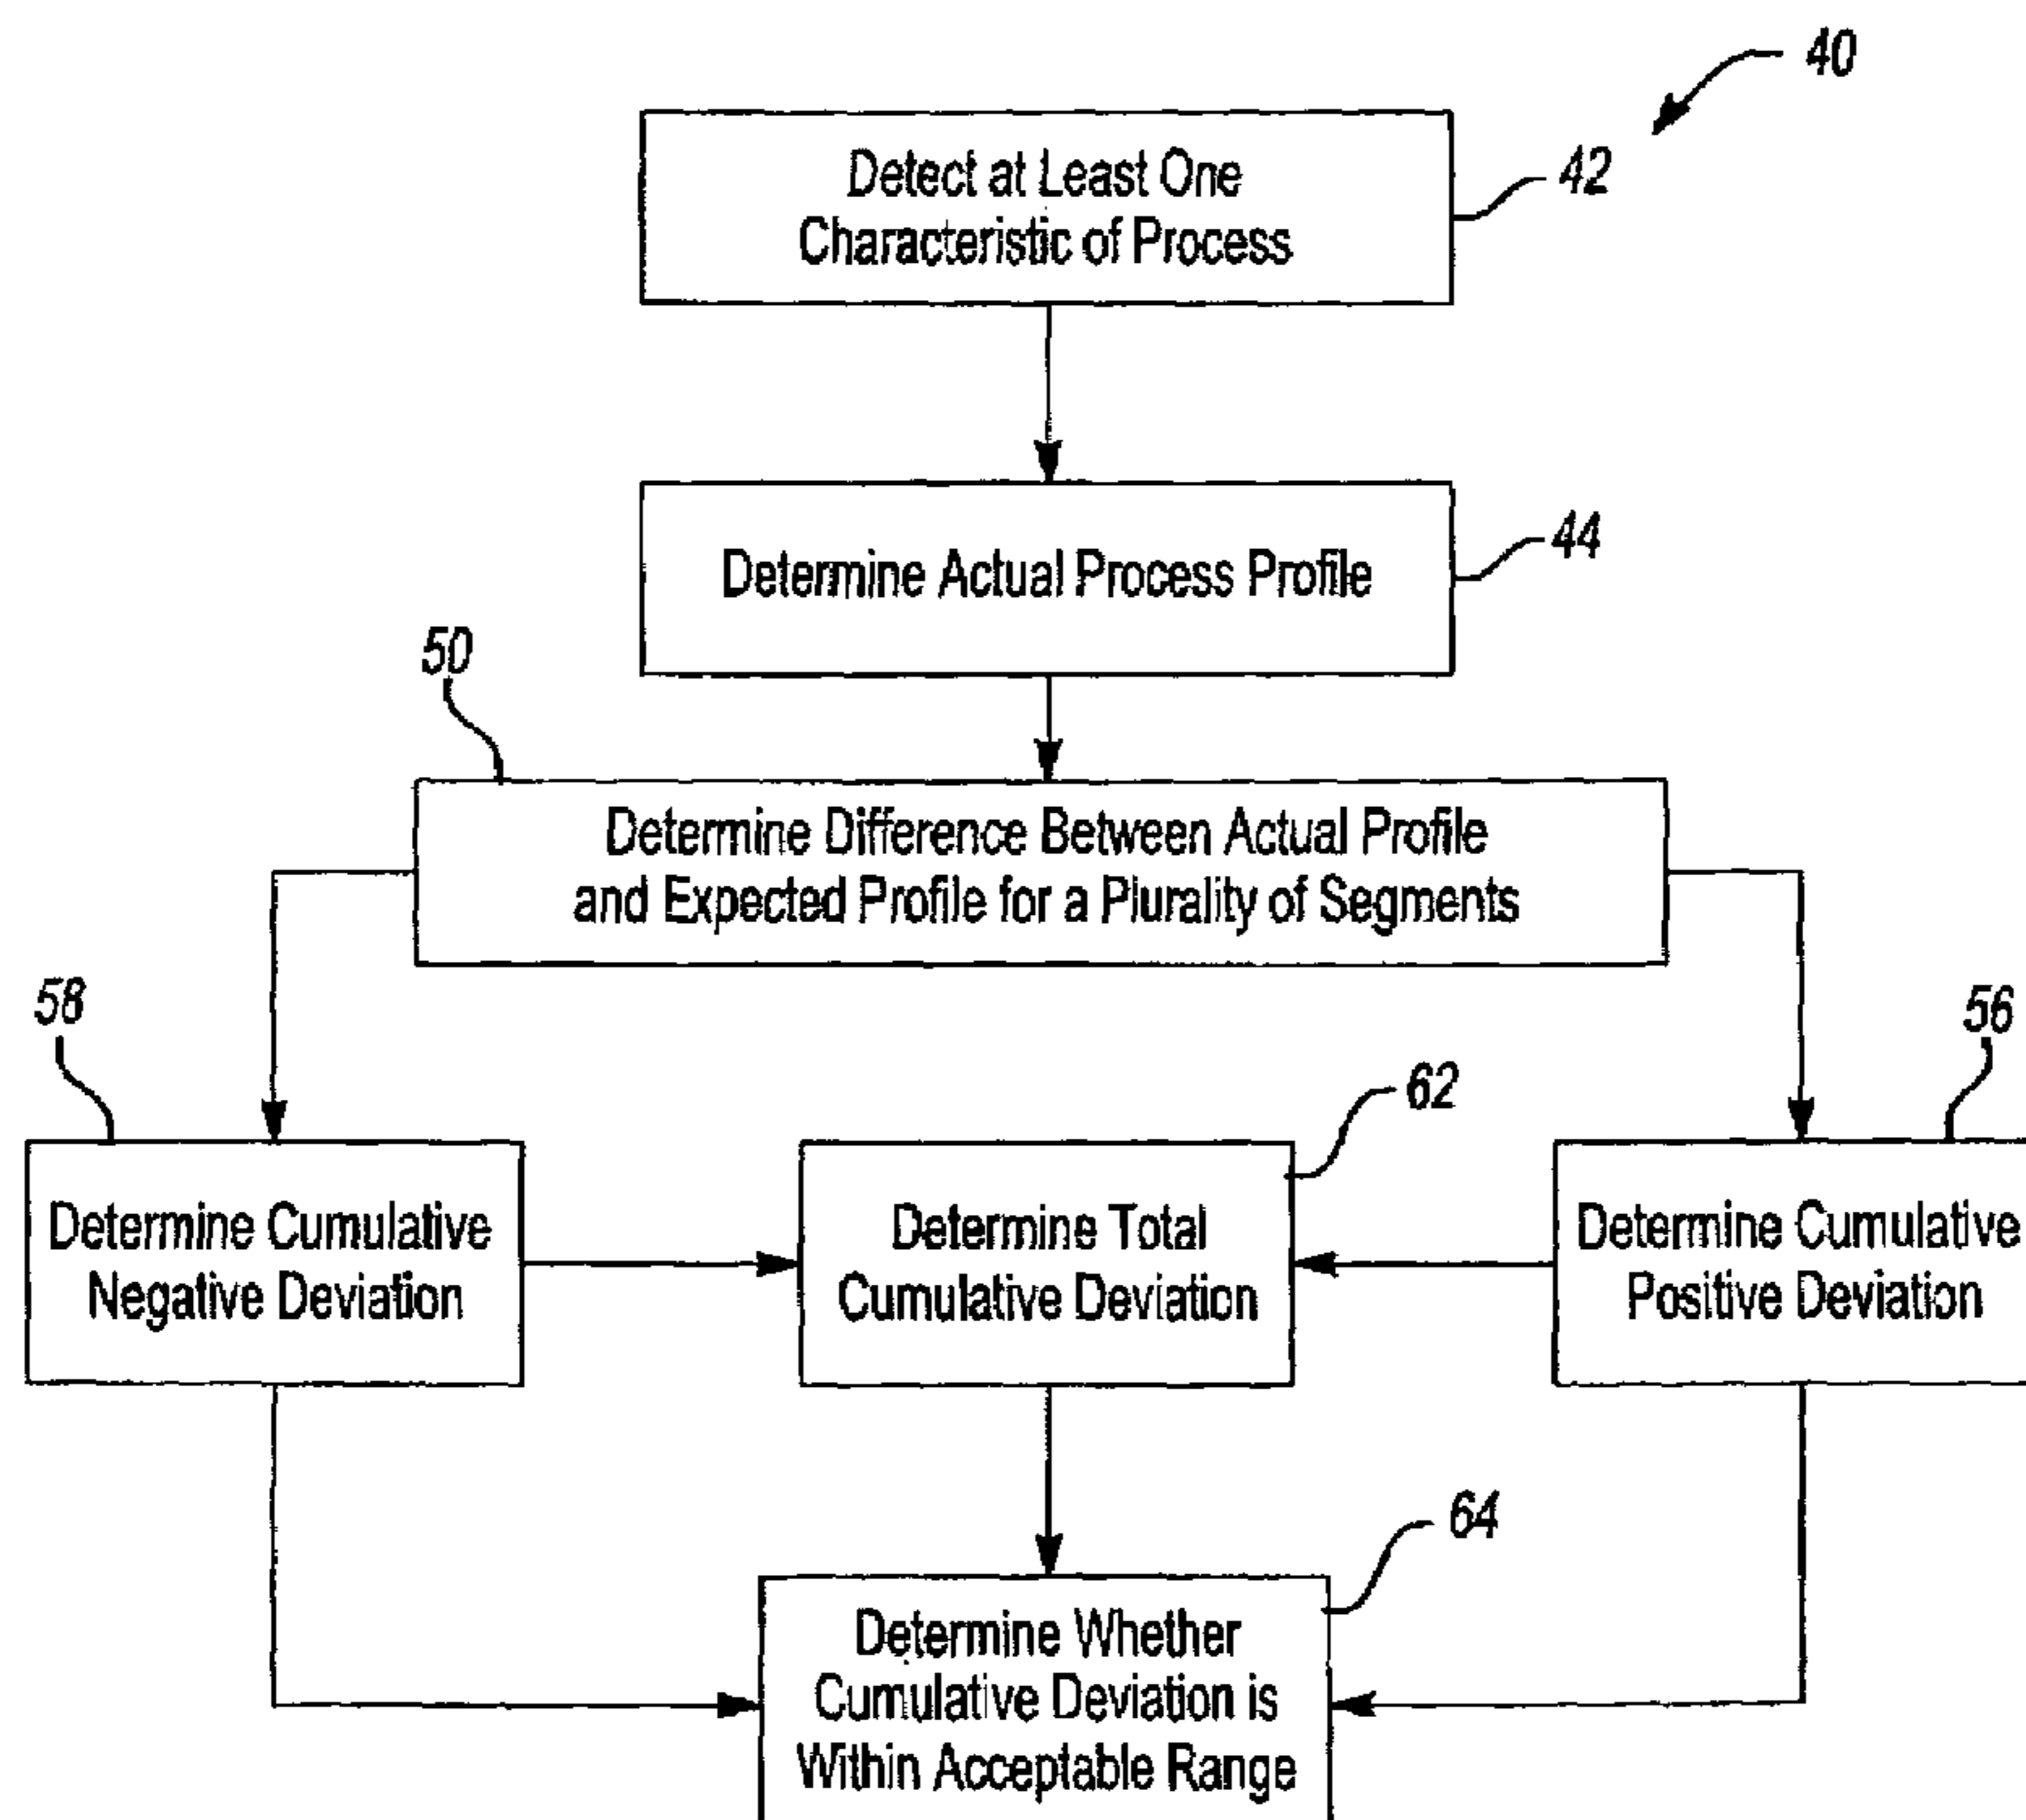 40
Detect at Least One
Characteristic of Process
42
Determine Actual Process Profile
44
50
Determine Difference Between Actual Profile
and Expected Profile for a Plurality of Segments
58
Determine Cumulative
Negative Deviation
62
Determine Total
Cumulative Deviation
56
Determine Cumulative
Positive Deviation
64
Determine Whether
Cumulative Deviation is
Within Acceptable Range